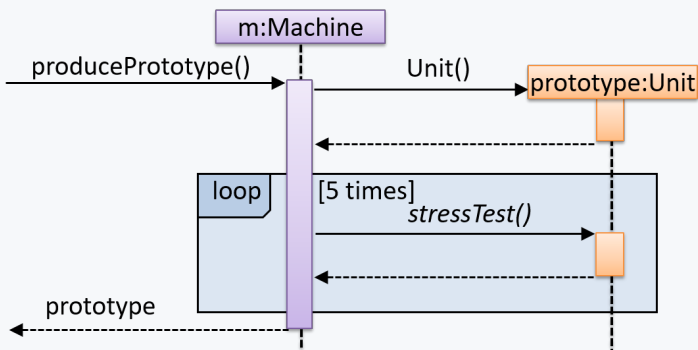 m:Machine
producePrototype()
Unit()
prototype:Unit
loop
[5 times]
stressTest()
prototype